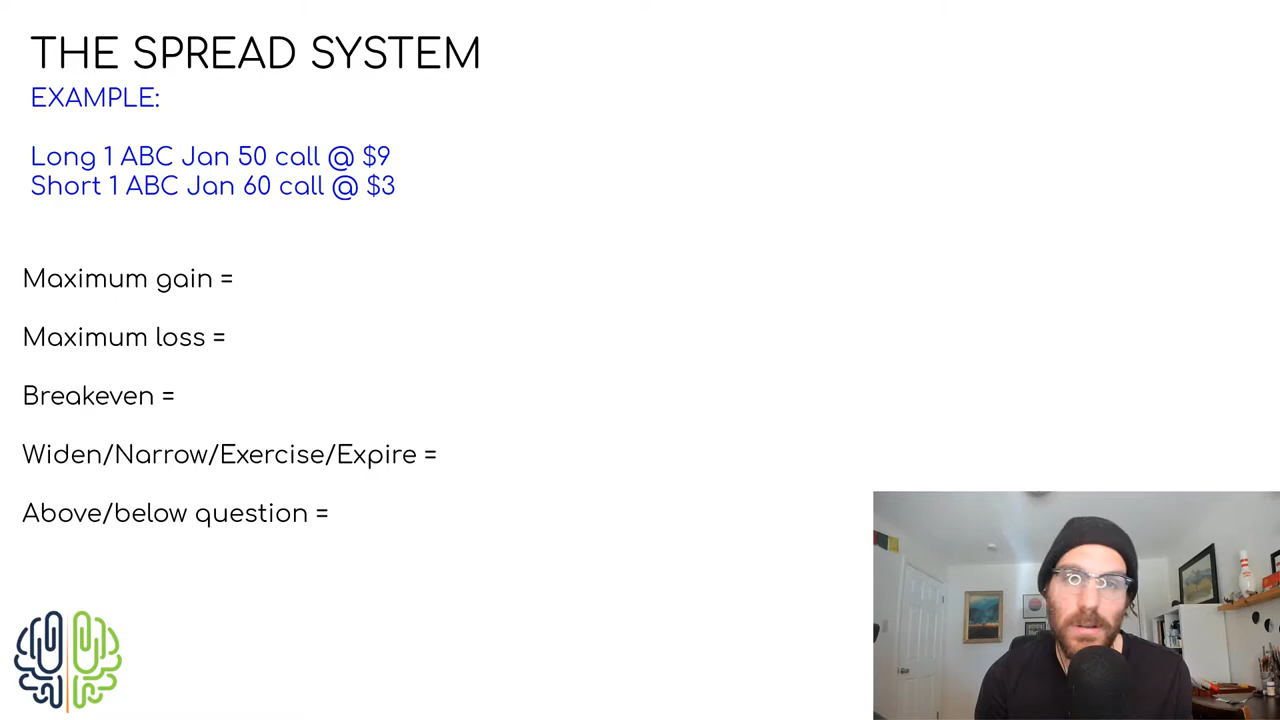 THE SPREAD SYSTEM
EXAMPLE:
Long 1 ABC Jan 50 call @ $9
Short 1 ABC Jan 60 call @ $3
Maximum gain =
Maximum loss =
Breakeven =
Widen/Narrow/Exercise/Expire =
Above/below question =